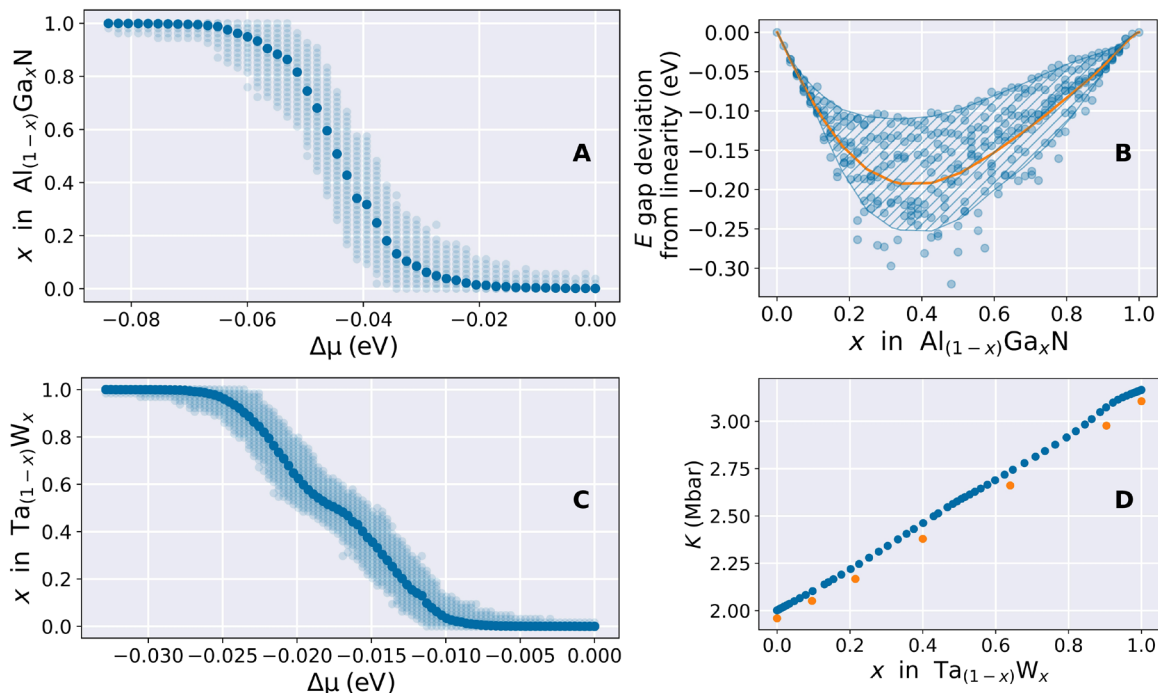 1.0
0.8
0.6
0.4
0.2
0.0
x in Al₍₁₋ₓ₎GaₓN
A
−0.08 −0.06 −0.04 −0.02 0.00
Δμ (eV)
0.00
−0.05
−0.10
−0.15
−0.20
−0.25
−0.30
E gap deviation
from linearity (eV)
B
0.0 0.2 0.4 0.6 0.8 1.0
x in Al₍₁₋ₓ₎GaₓN
1.0
0.8
0.6
0.4
0.2
0.0
x in Ta₍₁₋ₓ₎Wₓ
C
−0.030 −0.025 −0.020 −0.015 −0.010 −0.005 0.000
Δμ (eV)
3.00
2.75
2.50
2.25
2.00
K (Mbar)
D
0.0 0.2 0.4 0.6 0.8 1.0
x in Ta₍₁₋ₓ₎Wₓ